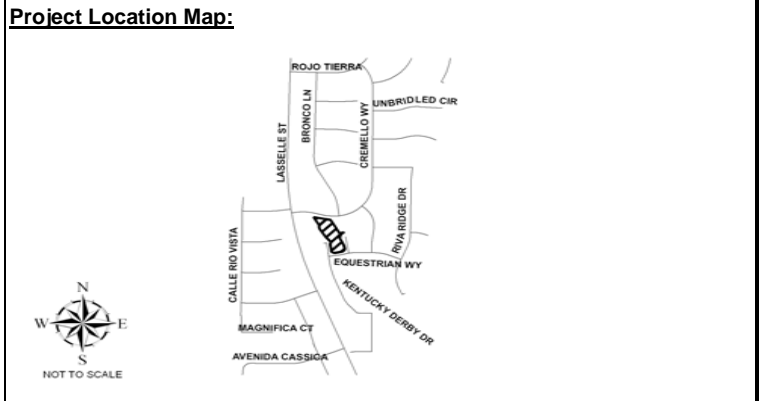 Project Location Map:
ROJO TIERRA
UNBRIDLED CIR
BRONCO LN
CREMELLO WY
LASSELLE ST
RIVA RIDGE DR
CALLE RIO VISTA
EQUESTRIAN WY
KENTUCKY DERBY DR
MAGNIFICA CT
AVENIDA CASSICA
N
W E
S
NOT TO SCALE